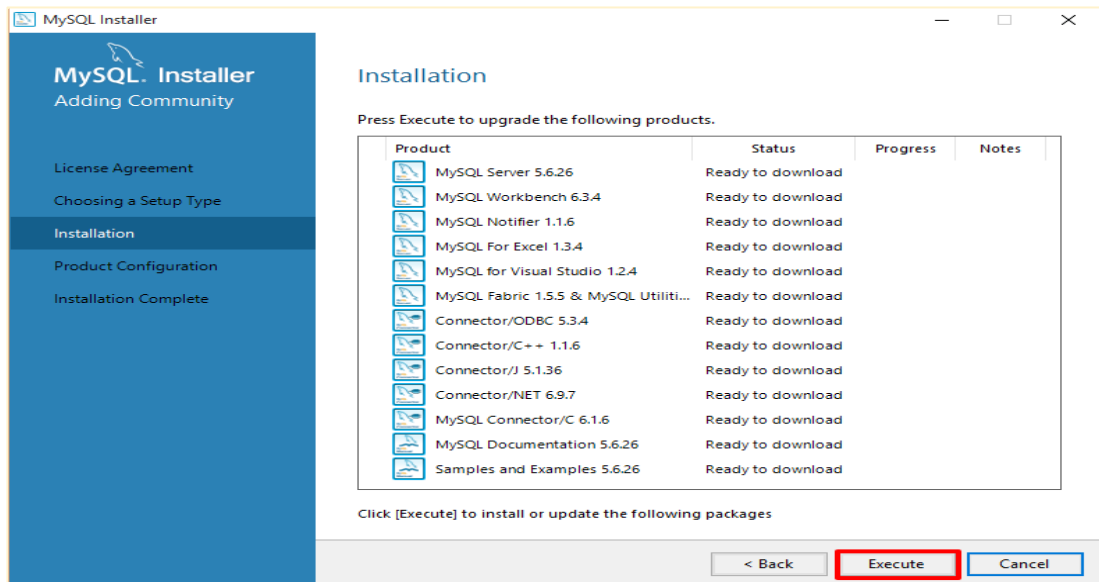 MySQL Installer
MySQL. Installer
Adding Community
License Agreement
Choosing a Setup Type
Installation
Product Configuration
Installation Complete
Installation
Press Execute to upgrade the following products.
Product Status Progress Notes
MySQL Server 5.6.26 Ready to download
MySQL Workbench 6.3.4 Ready to download
MySQL Notifier 1.1.6 Ready to download
MySQL For Excel 1.3.4 Ready to download
MySQL for Visual Studio 1.2.4 Ready to download
MySQL Fabric 1.5.5 & MySQL Utiliti... Ready to download
Connector/ODBC 5.3.4 Ready to download
Connector/C++ 1.1.6 Ready to download
Connector/J 5.1.36 Ready to download
Connector/NET 6.9.7 Ready to download
MySQL Connector/C 6.1.6 Ready to download
MySQL Documentation 5.6.26 Ready to download
Samples and Examples 5.6.26 Ready to download
Click [Execute] to install or update the following packages
< Back Execute Cancel